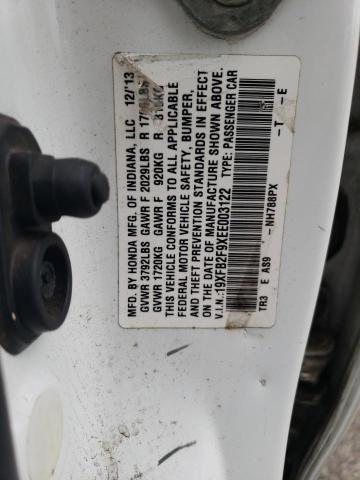 MFD. BY HONDA MFG. OF INDIANA, LLC 12/'13
GVWR 3792LBS GAWR F 2029LBS R
GVWR 1720KG GAWR F 920KG R
THIS VEHICLE CONFORMS TO ALL APPLICABLE
FEDERAL MOTOR VEHICLE SAFETY, BUMPER,
AND THEFT PREVENTION STANDARDS IN EFFECT
ON THE DATE OF MANUFACTURE SHOWN ABOVE.
V.I.N.:19XFB2F9XEE003122 TYPE: PASSENGER CAR
TR3 E AS9 -NH788PX -T -E